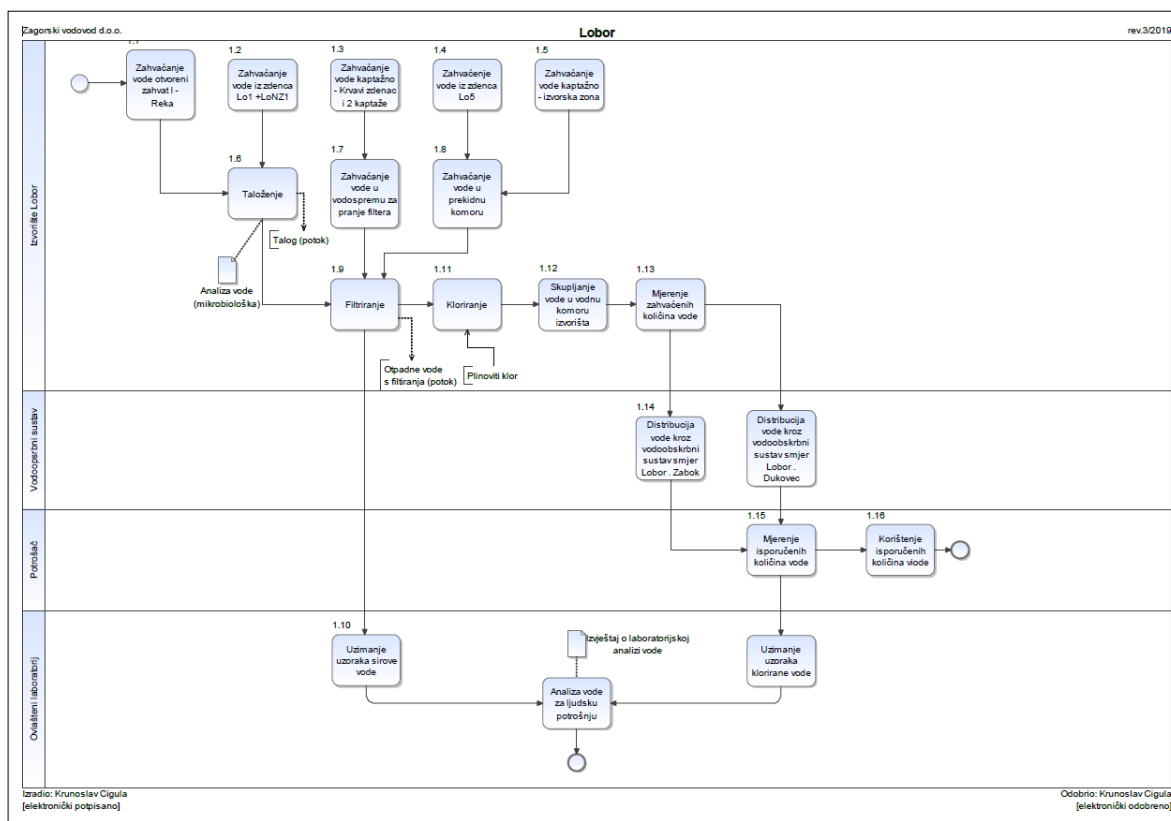 Zagorski vodovod d.o.o.
Lobor
rev.3/2019
Izvorište Lobor
1.1
Zahvaćanje
vode otvoreni
zahvat I -
Reka
1.2
Zahvaćanje
vode iz zdenca
Lo1 +LoNZ1
1.3
Zahvaćanje
vode kaptažno
- Krvavi zdenac
i 2 kaptaže
1.4
Zahvaćenje
vode iz zdenca
Lo5
1.5
Zahvaćanje
vode kaptažno
- izvorska zona
1.6
Taloženje
1.7
Zahvaćanje
vode u
vodospremu za
pranje filtera
1.8
Zahvaćanje
vode u
prekidnu
komoru
Talog (potok)
Analiza vode
(mikrobiološka)
1.9
Filtriranje
1.11
Kloriranje
1.12
Skupljanje
vode u vodnu
komoru
izvorišta
1.13
Mjerenje
zahvaćenih
količina vode
Otpadne vode
s filtiranja (potok)
Plinoviti klor
Vodoopsrbni sustav
1.14
Distribucija
vode kroz
vodoobskrbni
sustav smjer
Lobor . Zabok
Distribucija
vode kroz
vodoobskrbni
sustav smjer
Lobor .
Dukovec
Potrošač
1.15
Mjerenje
isporučenih
količina vode
1.16
Korištenje
isporučenih
količina viode
Ovlašteni laboratorij
1.10
Uzimanje
uzoraka sirove
vode
Izvještaj o laboratorijskoj
analizi vode
Analiza vode
za ljudsku
potrošnju
Uzimanje
uzoraka
klorirane vode
Izradio: Krunoslav Cigula
[elektronički potpisano]
Odobrio: Krunoslav Cigula
[elektronički odobreno]